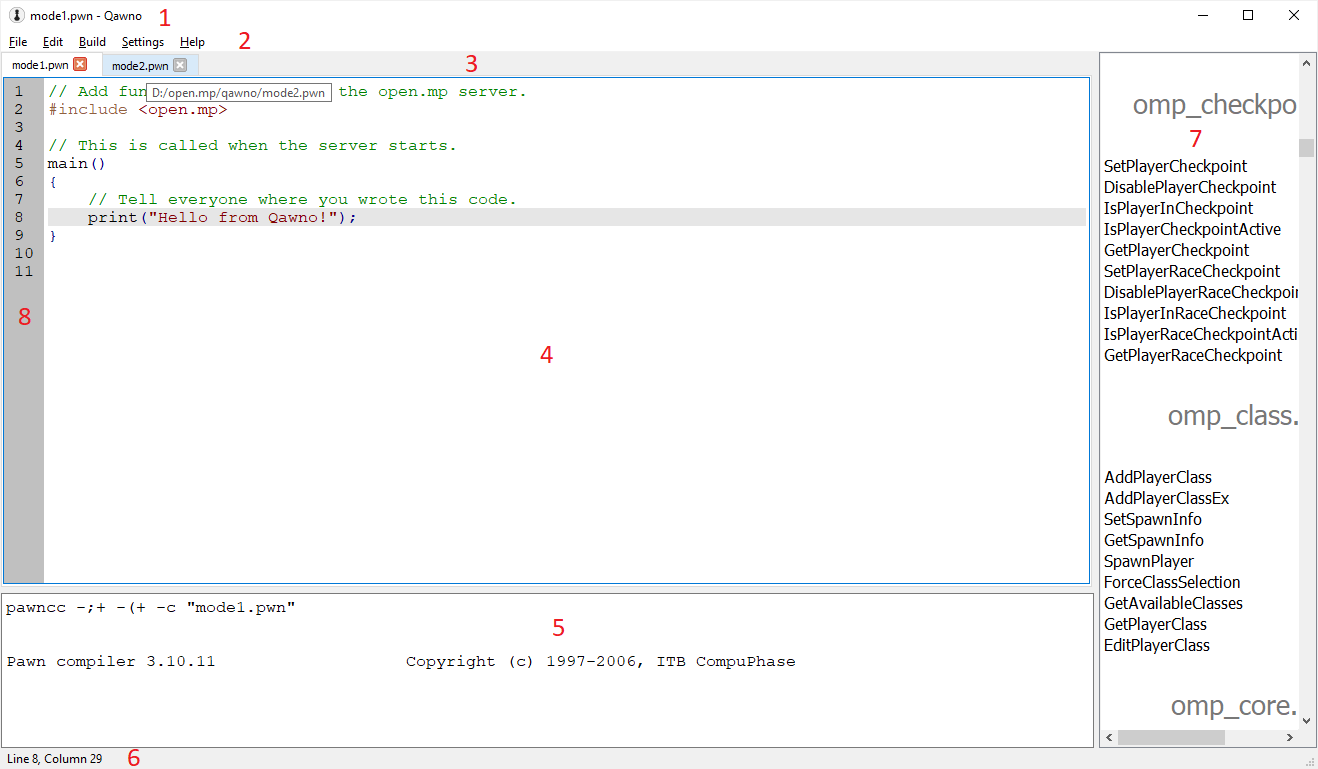 mode1.pwn - Qawno 1
File Edit Build Settings Help 2
mode1.pwn mode2.pwn 3
1 // Add fun D:/open.mp/qawno/mode2.pwn the open.mp server.
2 #include <open.mp>
3
4 // This is called when the server starts.
5 main()
6 {
7 // Tell everyone where you wrote this code.
8 print("Hello from Qawno!");
9 }
10
11
8
4
pawncc -;+ -(+ -c "mode1.pwn"
5
Pawn compiler 3.10.11 Copyright (c) 1997-2006, ITB CompuPhase
Line 8, Column 29 6
omp_checkpo
7
SetPlayerCheckpoint
DisablePlayerCheckpoint
IsPlayerInCheckpoint
IsPlayerCheckpointActive
GetPlayerCheckpoint
SetPlayerRaceCheckpoint
DisablePlayerRaceCheckpoin
IsPlayerInRaceCheckpoint
IsPlayerRaceCheckpointActi
GetPlayerRaceCheckpoint
omp_class.
AddPlayerClass
AddPlayerClassEx
SetSpawnInfo
GetSpawnInfo
SpawnPlayer
ForceClassSelection
GetAvailableClasses
GetPlayerClass
EditPlayerClass
omp_core.